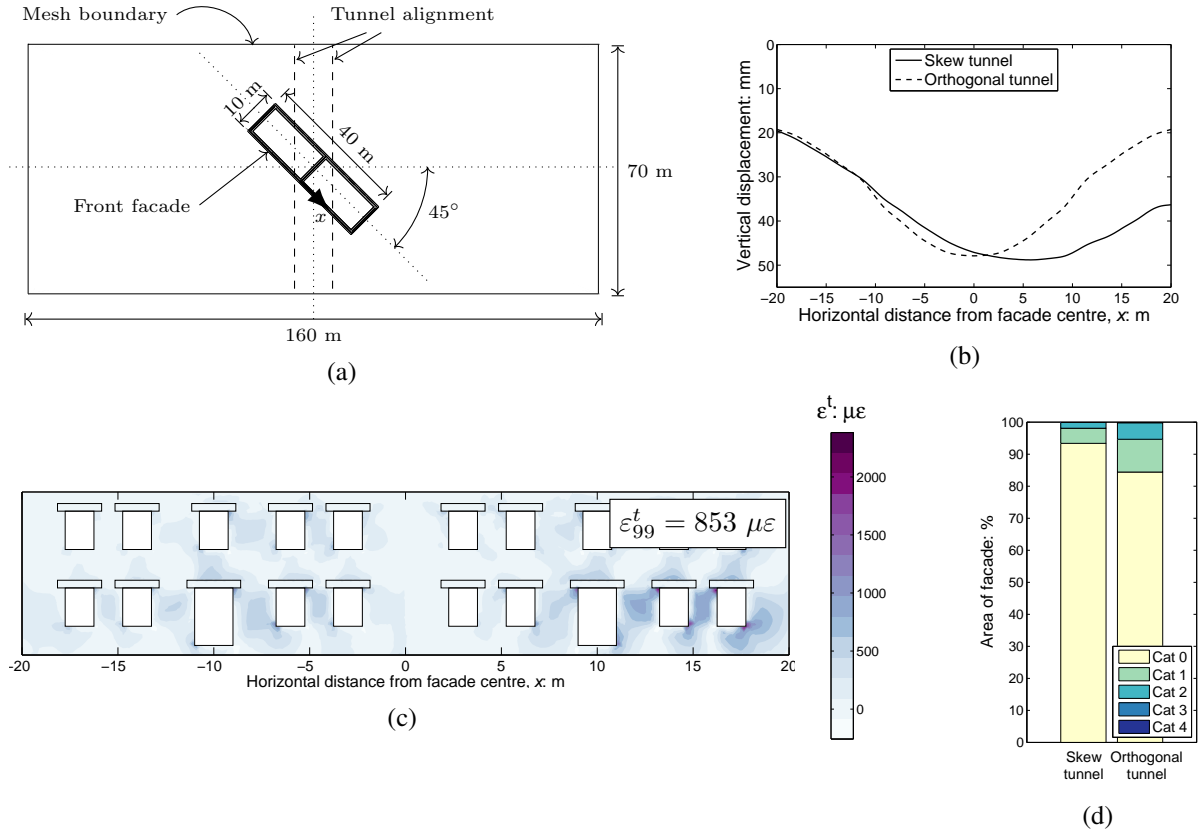 Mesh boundary
Tunnel alignment
10 m
40 m
70 m
Front facade
x
45°
160 m
(a)
Vertical displacement: mm
0
10
20
30
40
50
Skew tunnel
Orthogonal tunnel
−20 −15 −10 −5 0 5 10 15 20
Horizontal distance from facade centre, x: m
(b)
ε^t_99 = 853 με
−20 −15 −10 −5 0 5 10 15 20
Horizontal distance from facade centre, x: m
(c)
ε^t: με
2000
1500
1000
500
0
Area of facade: %
100
90
80
70
60
50
40
30
20
10
0
Cat 0
Cat 1
Cat 2
Cat 3
Cat 4
Skew tunnel
Orthogonal tunnel
(d)